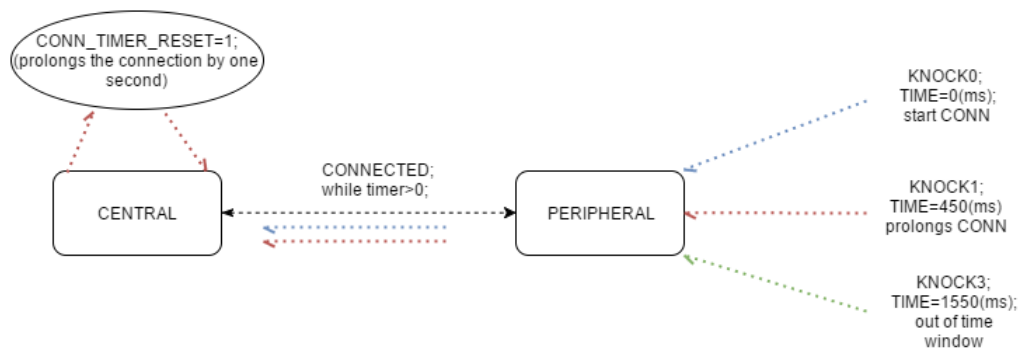 CONN_TIMER_RESET=1;
(prolongs the connection by one
second)
CENTRAL
CONNECTED;
while timer>0;
PERIPHERAL
KNOCK0;
TIME=0(ms);
start CONN
KNOCK1;
TIME=450(ms)
prolongs CONN
KNOCK3;
TIME=1550(ms);
out of time
window